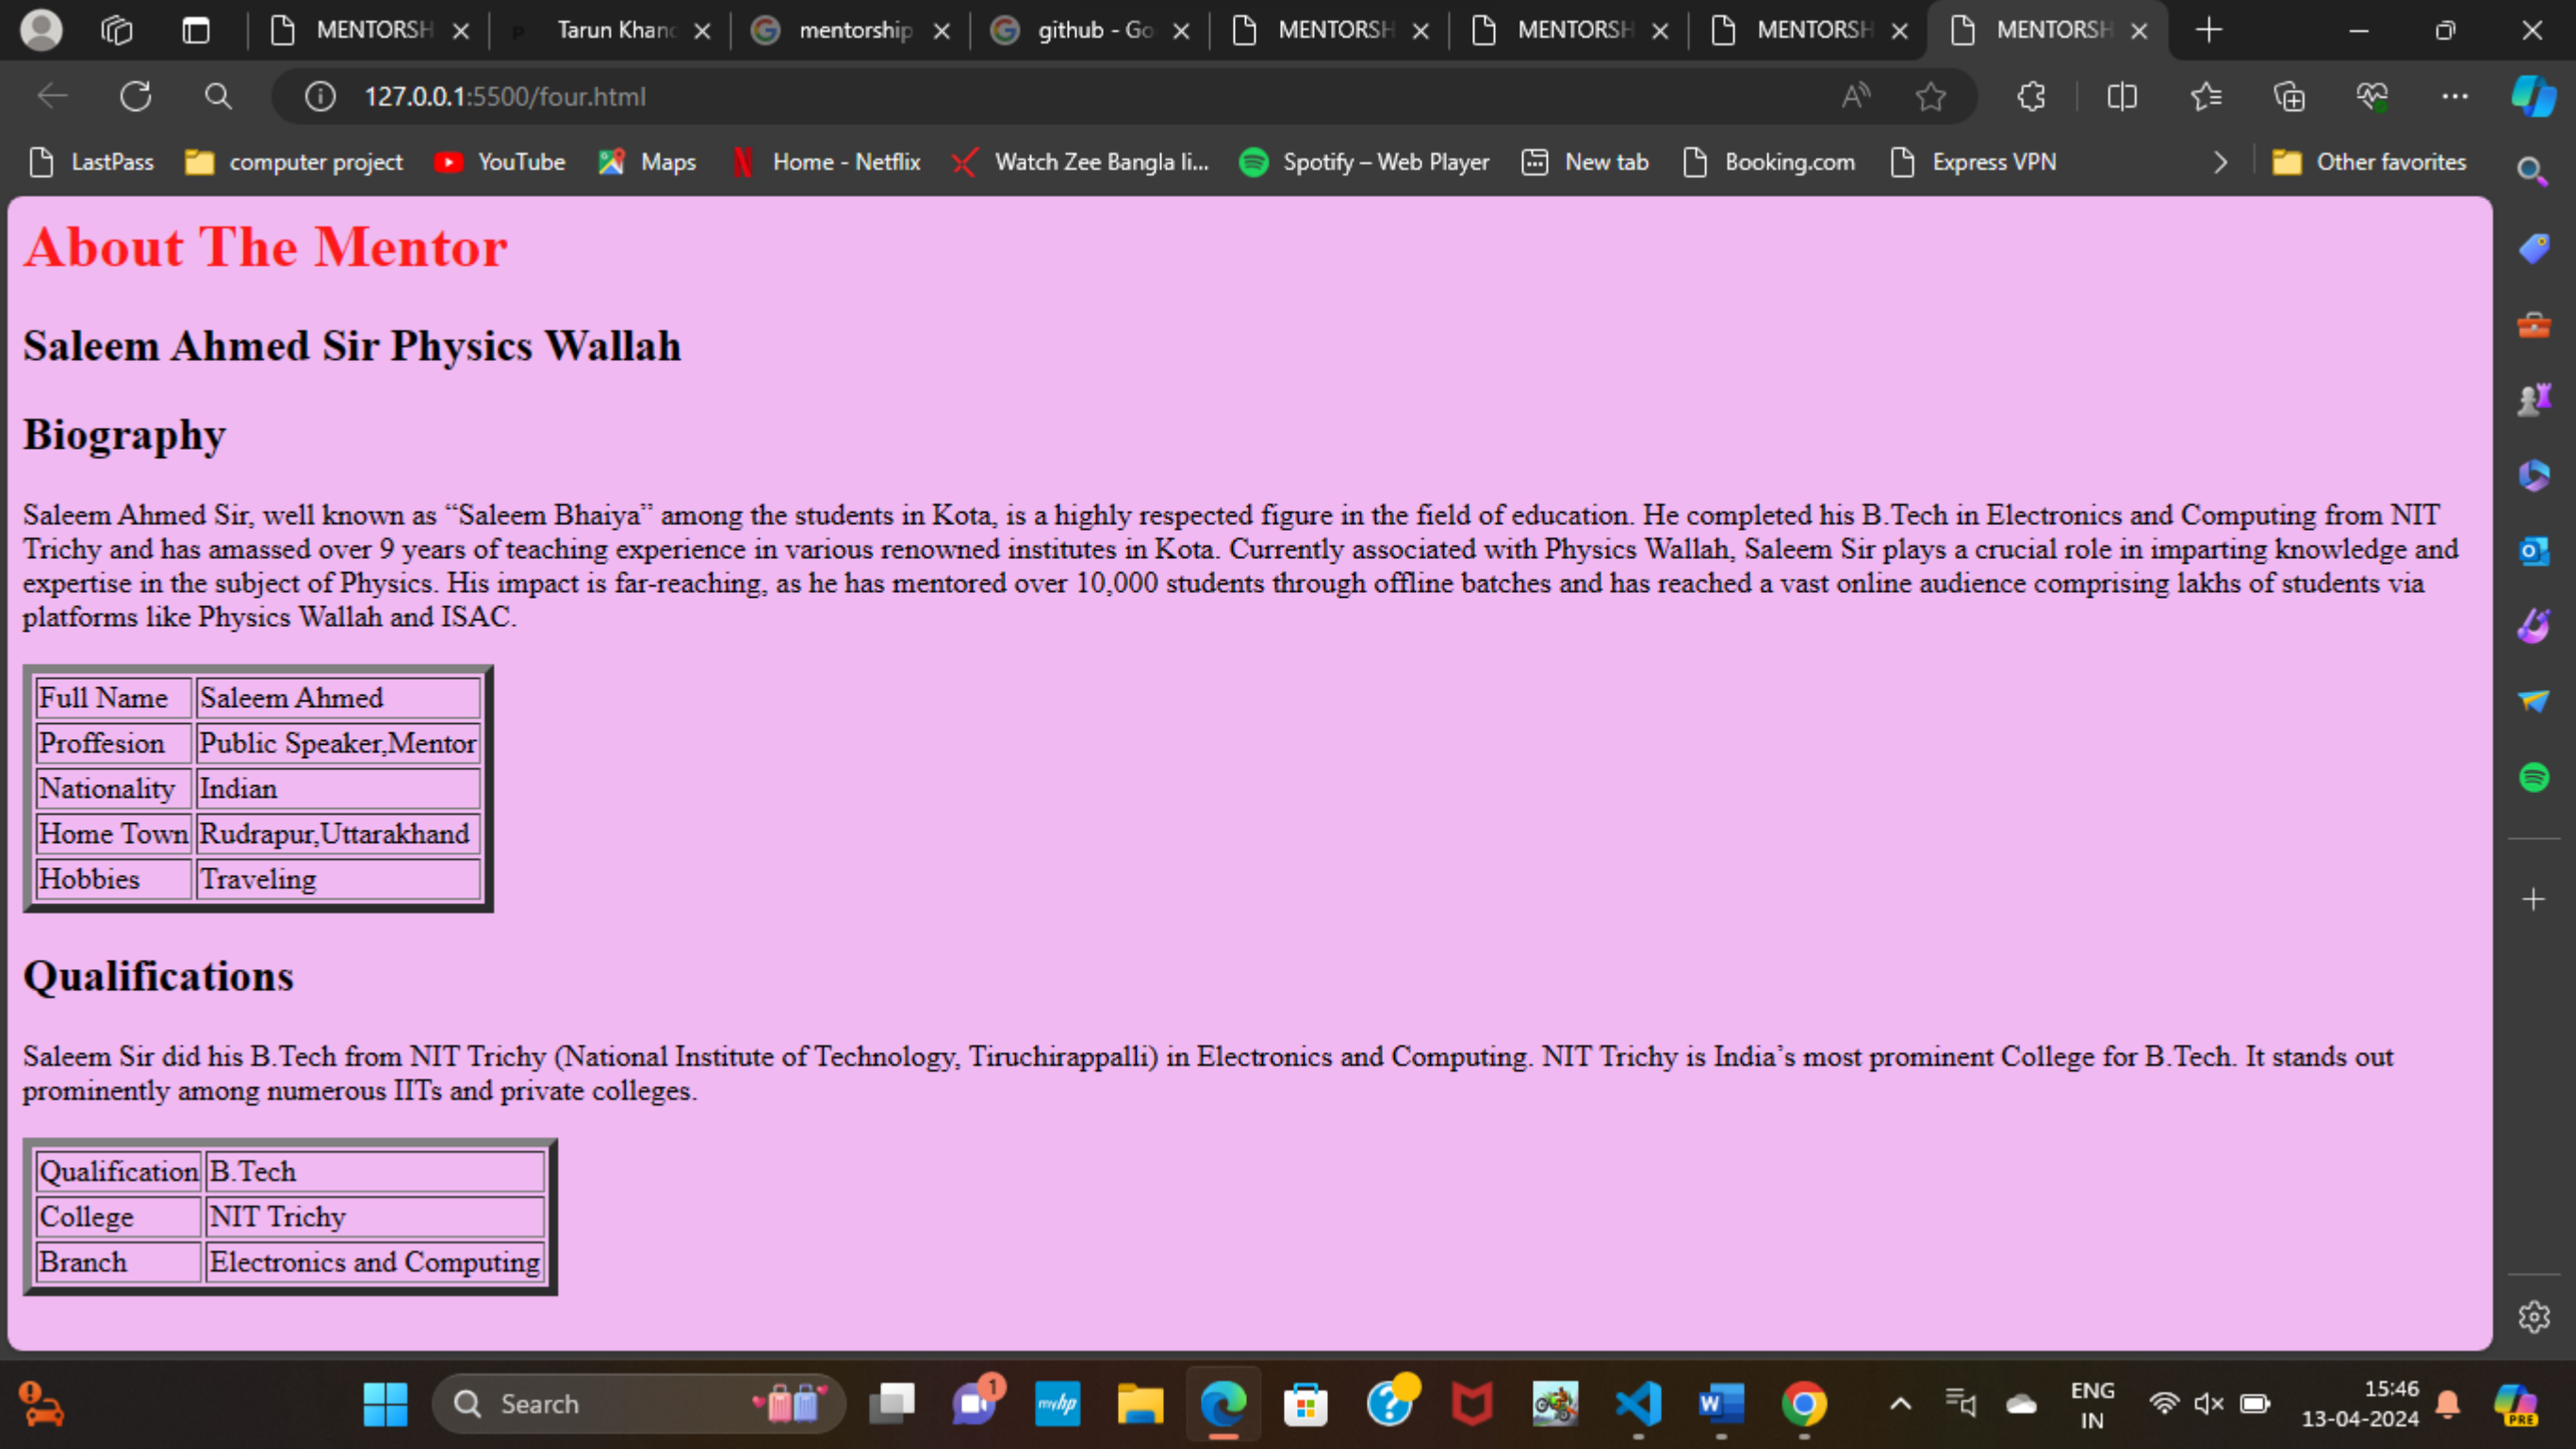 MENTORSH
Tarun Khan
mentorship
github - Go
MENTORSH
MENTORSH
MENTORSH
MENTORSH
127.0.0.1:5500/four.html
LastPass
computer project
YouTube
Maps
Home - Netflix
Watch Zee Bangla li...
Spotify – Web Player
New tab
Booking.com
Express VPN
Other favorites
About The Mentor
Saleem Ahmed Sir Physics Wallah
Biography
Saleem Ahmed Sir, well known as “Saleem Bhaiya” among the students in Kota, is a highly respected figure in the field of education. He completed his B.Tech in Electronics and Computing from NIT
Trichy and has amassed over 9 years of teaching experience in various renowned institutes in Kota. Currently associated with Physics Wallah, Saleem Sir plays a crucial role in imparting knowledge and
expertise in the subject of Physics. His impact is far-reaching, as he has mentored over 10,000 students through offline batches and has reached a vast online audience comprising lakhs of students via
platforms like Physics Wallah and ISAC.
Full Name Saleem Ahmed
Proffesion Public Speaker,Mentor
Nationality Indian
Home Town Rudrapur,Uttarakhand
Hobbies Traveling
Qualifications
Saleem Sir did his B.Tech from NIT Trichy (National Institute of Technology, Tiruchirappalli) in Electronics and Computing. NIT Trichy is India’s most prominent College for B.Tech. It stands out
prominently among numerous IITs and private colleges.
Qualification B.Tech
College NIT Trichy
Branch Electronics and Computing
Search
1
myhp
ENG
IN
15:46
13-04-2024
PRE